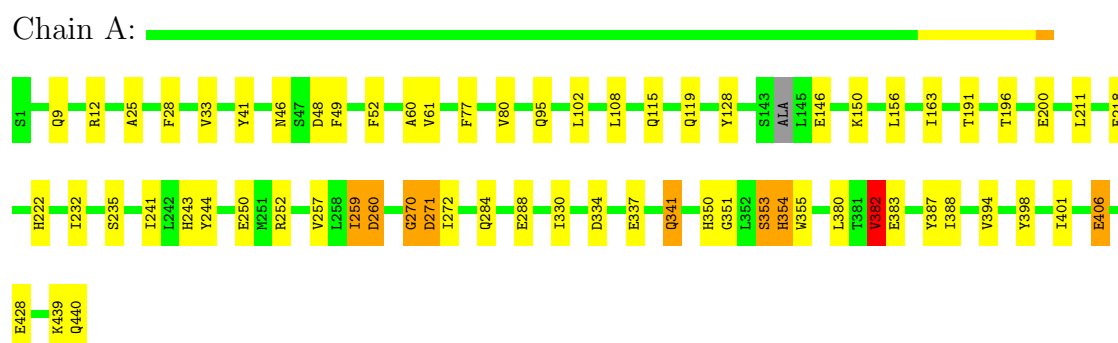 Chain A:
S1 Q9 R12 A25 F28 V33 Y41 N46 S47 D48 F49 F52 A60 V61 F77 V80 Q95 L102 L108 Q115 Q119 Y128 S143 ALA L145 E146 K150 L156 I163 T191 T196 E200 L211
H222 I232 S235 I241 L242 H243 Y244 E250 M251 R252 V257 L258 I259 D260 G270 D271 I272 Q284 E288 I330 D334 E337 Q341 H350 G351 L352 S353 H354 W355 L380 T381 V382 E383 Y387 I388 V394 Y398 I401 E406
E428 K439 Q440